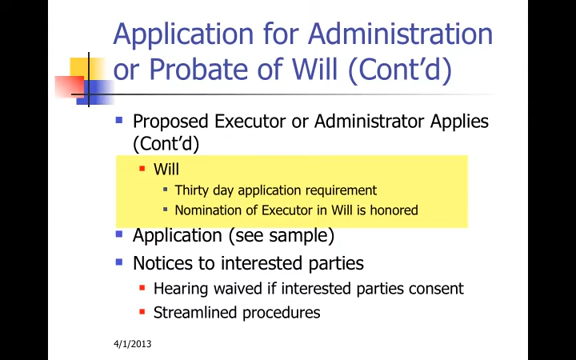 Application for Administration
or Probate of Will (Cont’d)
Proposed Executor or Administrator Applies
(Cont’d)
Will
Thirty day application requirement
Nomination of Executor in Will is honored
Application (see sample)
Notices to interested parties
Hearing waived if interested parties consent
Streamlined procedures
4/1/2013